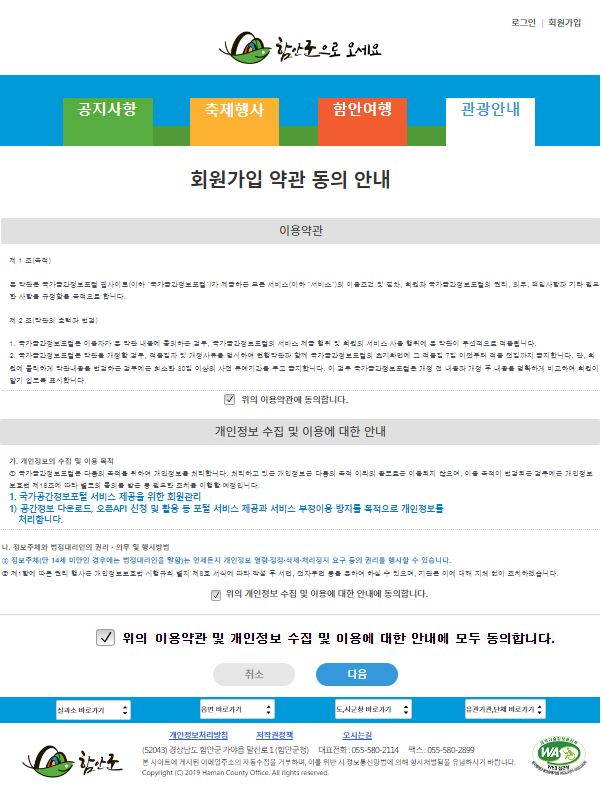 로그인 | 회원가입
함안군으로 오세요
공지사항
축제행사
함안여행
관광안내
회원가입 약관 동의 안내
이용약관
제 1 조(목적)
본 약관은 국가공간정보포털 웹사이트(이하 "국가공간정보포털")가 제공하는 모든 서비스(이하 "서비스")의 이용조건 및 절차, 회원과 국가공간정보포털의 권리, 의무, 책임사항과 기타 필요
한 사항을 규정함을 목적으로 합니다.
제 2 조(약관의 효력과 변경)
1. 국가공간정보포털은 이용자가 본 약관 내용에 동의하는 경우, 국가공간정보포털의 서비스 제공 행위 및 회원의 서비스 사용 행위에 본 약관이 우선적으로 적용됩니다.
2. 국가공간정보포털은 약관을 개정할 경우, 적용일자 및 개정사유를 명시하여 현행약관과 함께 국가공간정보포털의 초기화면에 그 적용일 7일 이전부터 적용 전일까지 공지합니다. 단, 회
원에 불리하게 약관내용을 변경하는 경우에는 최소한 30일 이상의 사전 유예기간을 두고 공지합니다. 이 경우 국가공간정보포털은 개정 전 내용과 개정 후 내용을 명확하게 비교하여 회원이
알기 쉽도록 표시합니다.
위의 이용약관에 동의합니다.
개인정보 수집 및 이용에 대한 안내
가. 개인정보의 수집 및 이용 목적
① 국가공간정보포털은 다음의 목적을 위하여 개인정보를 처리합니다. 처리하고 있는 개인정보는 다음의 목적 이외의 용도로는 이용되지 않으며, 이용 목적이 변경되는 경우에는 개인정보
보호법 제18조에 따라 별도의 동의를 받는 등 필요한 조치를 이행할 예정입니다.
1. 국가공간정보포털 서비스 제공을 위한 회원관리
1) 공간정보 다운로드, 오픈API 신청 및 활용 등 포털 서비스 제공과 서비스 부정이용 방지를 목적으로 개인정보를
처리합니다.
나. 정보주체와 법정대리인의 권리·의무 및 행사방법
① 정보주체(만 14세 미만인 경우에는 법정대리인을 말함)는 언제든지 개인정보 열람·정정·삭제·처리정지 요구 등의 권리를 행사할 수 있습니다.
② 제1항에 따른 권리 행사는 개인정보보호법 시행규칙 별지 제8호 서식에 따라 작성 후 서면, 전자우편 등을 통하여 하실 수 있으며, 기관은 이에 대해 지체 없이 조치하겠습니다.
위의 개인정보 수집 및 이용에 대한 안내에 동의합니다.
위의 이용약관 및 개인정보 수집 및 이용에 대한 안내에 모두 동의합니다.
취소
다음
실과소 바로가기
읍면 바로가기
도,시군청 바로가기
유관기관,단체 바로가기
개인정보처리방침 저작권정책 오시는길
(52043) 경상남도 함안군 가야읍 말산로 1 (함안군청) 대표전화 : 055-580-2114 팩스 : 055-580-2899
본 사이트에 게시된 이메일주소의 자동수집을 거부하며, 이를 위반 시 정보통신망법에 의해 형사처벌됨을 유념하시기 바랍니다.
Copyright (C) 2019 Haman County Office. All rights reserved.
함안군
WA
WEB 접근성